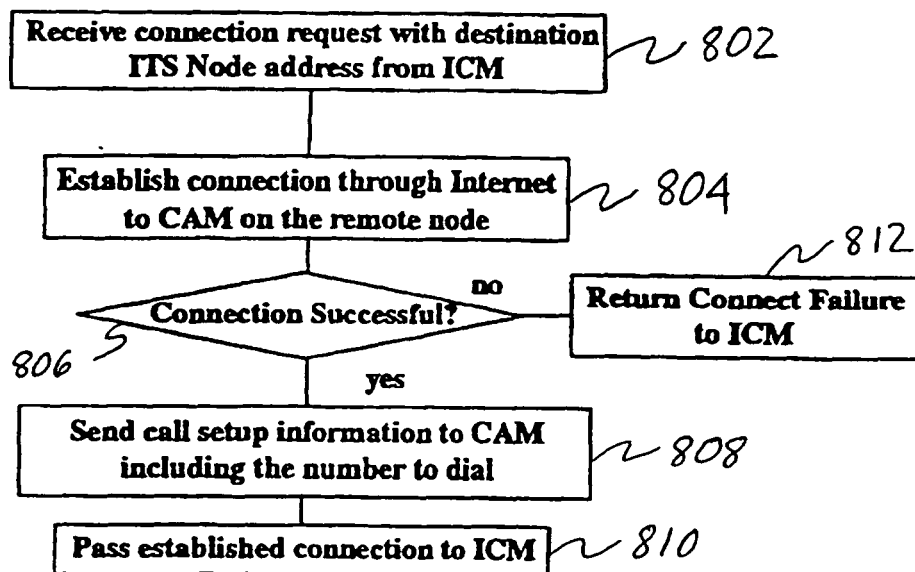 Receive connection request with destination
ITS Node address from ICM
802
Establish connection through Internet
to CAM on the remote node
804
812
no
Return Connect Failure
to ICM
Connection Successful?
806
yes
Send call setup information to CAM
including the number to dial
808
Pass established connection to ICM
810